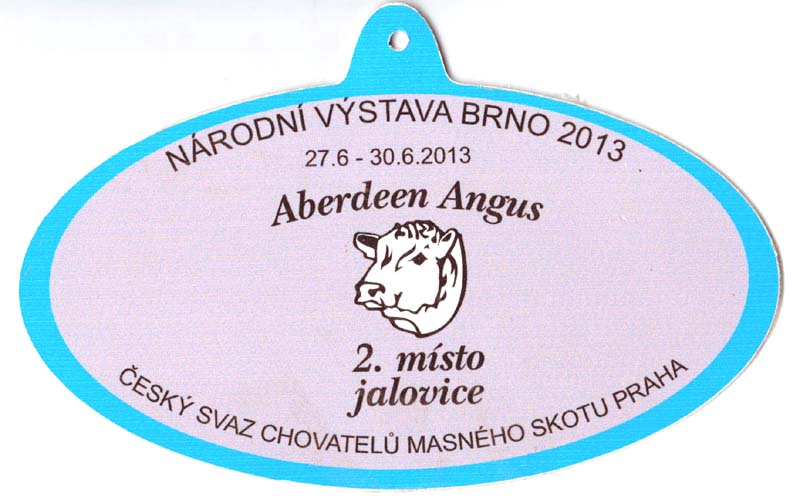 NÁRODNÍ VÝSTAVA BRNO 2013
27.6 - 30.6.2013
Aberdeen Angus
2. místo
jalovice
ČESKÝ SVAZ CHOVATELŮ MASNÉHO SKOTU PRAHA